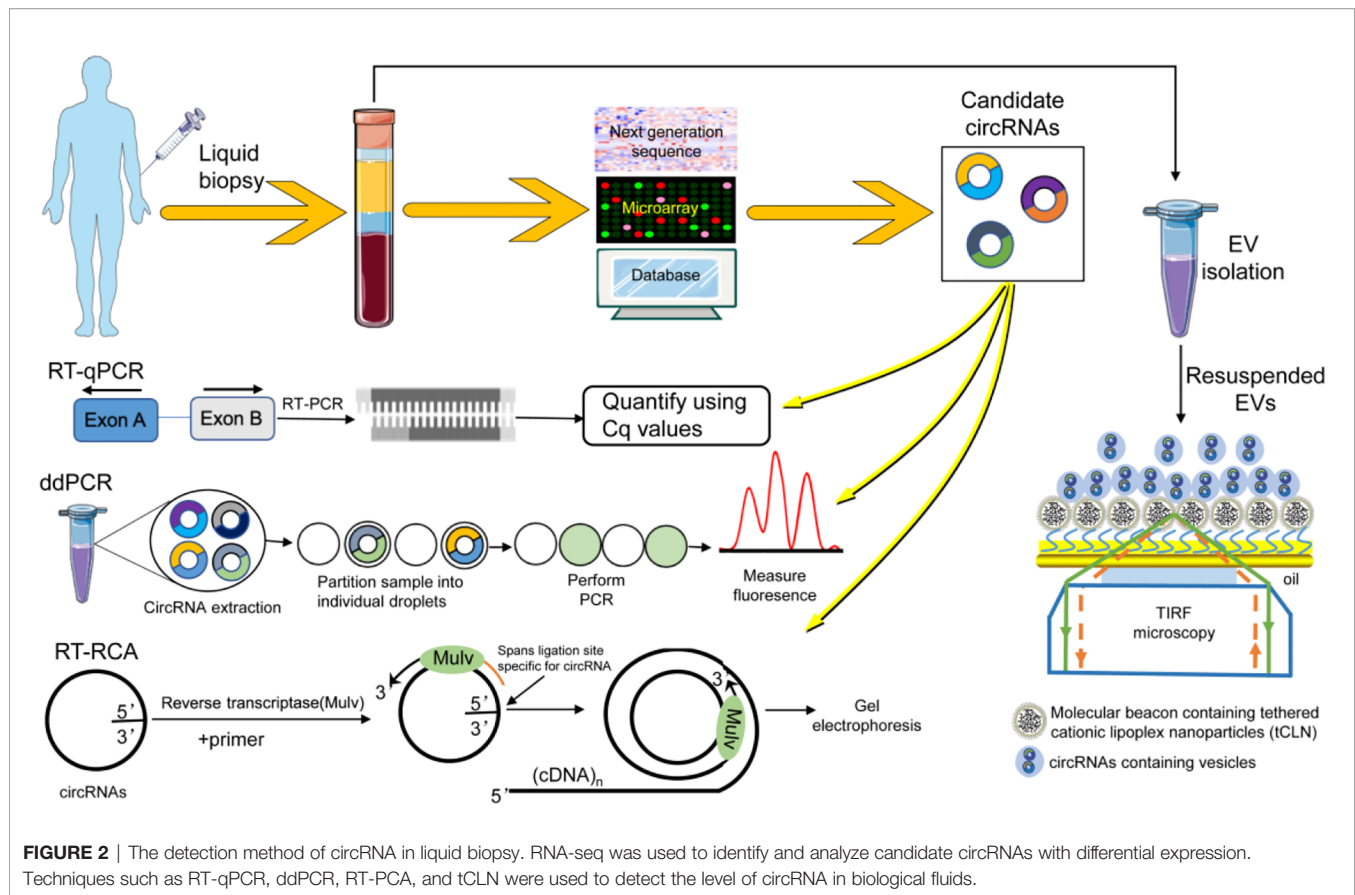 Liquid
biopsy
Next generation
sequence
Microarray
Database
Candidate
circRNAs
EV
isolation
Resuspended
EVs
RT-qPCR
Exon A
Exon B
RT-PCR
Quantify using
Cq values
ddPCR
CircRNA extraction
Partition sample into
individual droplets
Perform
PCR
Measure
fluoresence
oil
TIRF
microscopy
RT-RCA
5'
3'
circRNAs
Reverse transcriptase(Mulv)
+primer
3'
Mulv
Spans ligation site
specific for circRNA
5'
3'
3'
Mulv
(cDNA)n
5'
Gel
electrophoresis
Molecular beacon containing tethered
cationic lipoplex nanoparticles (tCLN)
circRNAs containing vesicles
FIGURE 2 | The detection method of circRNA in liquid biopsy. RNA-seq was used to identify and analyze candidate circRNAs with differential expression.
Techniques such as RT-qPCR, ddPCR, RT-PCA, and tCLN were used to detect the level of circRNA in biological fluids.